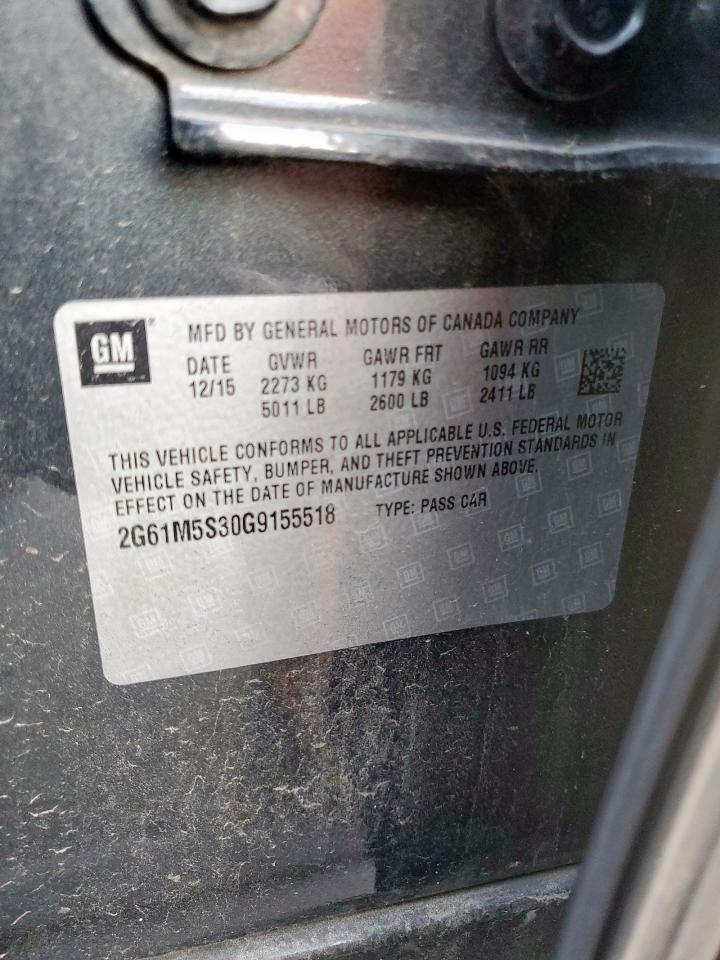 GM
MFD BY GENERAL MOTORS OF CANADA COMPANY
DATE GVWR GAWR FRT GAWR RR
12/15 2273 KG 1179 KG 1094 KG
5011 LB 2600 LB 2411 LB
THIS VEHICLE CONFORMS TO ALL APPLICABLE U.S. FEDERAL MOTOR
VEHICLE SAFETY, BUMPER, AND THEFT PREVENTION STANDARDS IN
EFFECT ON THE DATE OF MANUFACTURE SHOWN ABOVE.
2G61M5S30G9155518 TYPE: PASS CAR